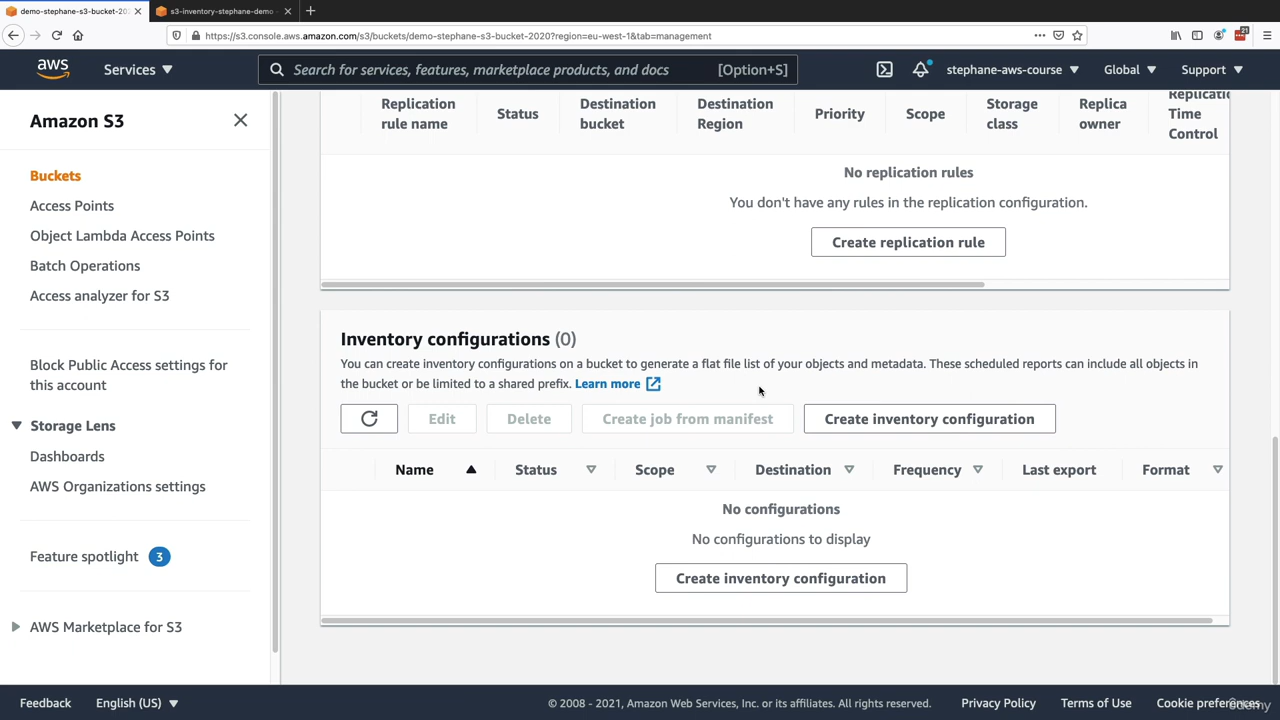 demo-stephane-s3-bucket-202
s3-inventory-stephane-demo
https://s3.console.aws.amazon.com/s3/buckets/demo-stephane-s3-bucket-2020?region=eu-west-1&tab=management
21
aws
Services
Search for services, features, marketplace products, and docs
[Option+S]
stephane-aws-course
Global
Support
Amazon S3
Buckets
Access Points
Object Lambda Access Points
Batch Operations
Access analyzer for S3
Block Public Access settings for
this account
Storage Lens
Dashboards
AWS Organizations settings
Feature spotlight 3
AWS Marketplace for S3
Replication
rule name
Status
Destination
bucket
Destination
Region
Priority
Scope
Storage
class
Replica
owner
Replicatio
Time
Control
No replication rules
You don't have any rules in the replication configuration.
Create replication rule
Inventory configurations (0)
You can create inventory configurations on a bucket to generate a flat file list of your objects and metadata. These scheduled reports can include all objects in
the bucket or be limited to a shared prefix. Learn more
Edit
Delete
Create job from manifest
Create inventory configuration
Name
Status
Scope
Destination
Frequency
Last export
Format
No configurations
No configurations to display
Create inventory configuration
Feedback
English (US)
© 2008 - 2021, Amazon Web Services, Inc. or its affiliates. All rights reserved.
Privacy Policy
Terms of Use
Cookie preferences
Udemy